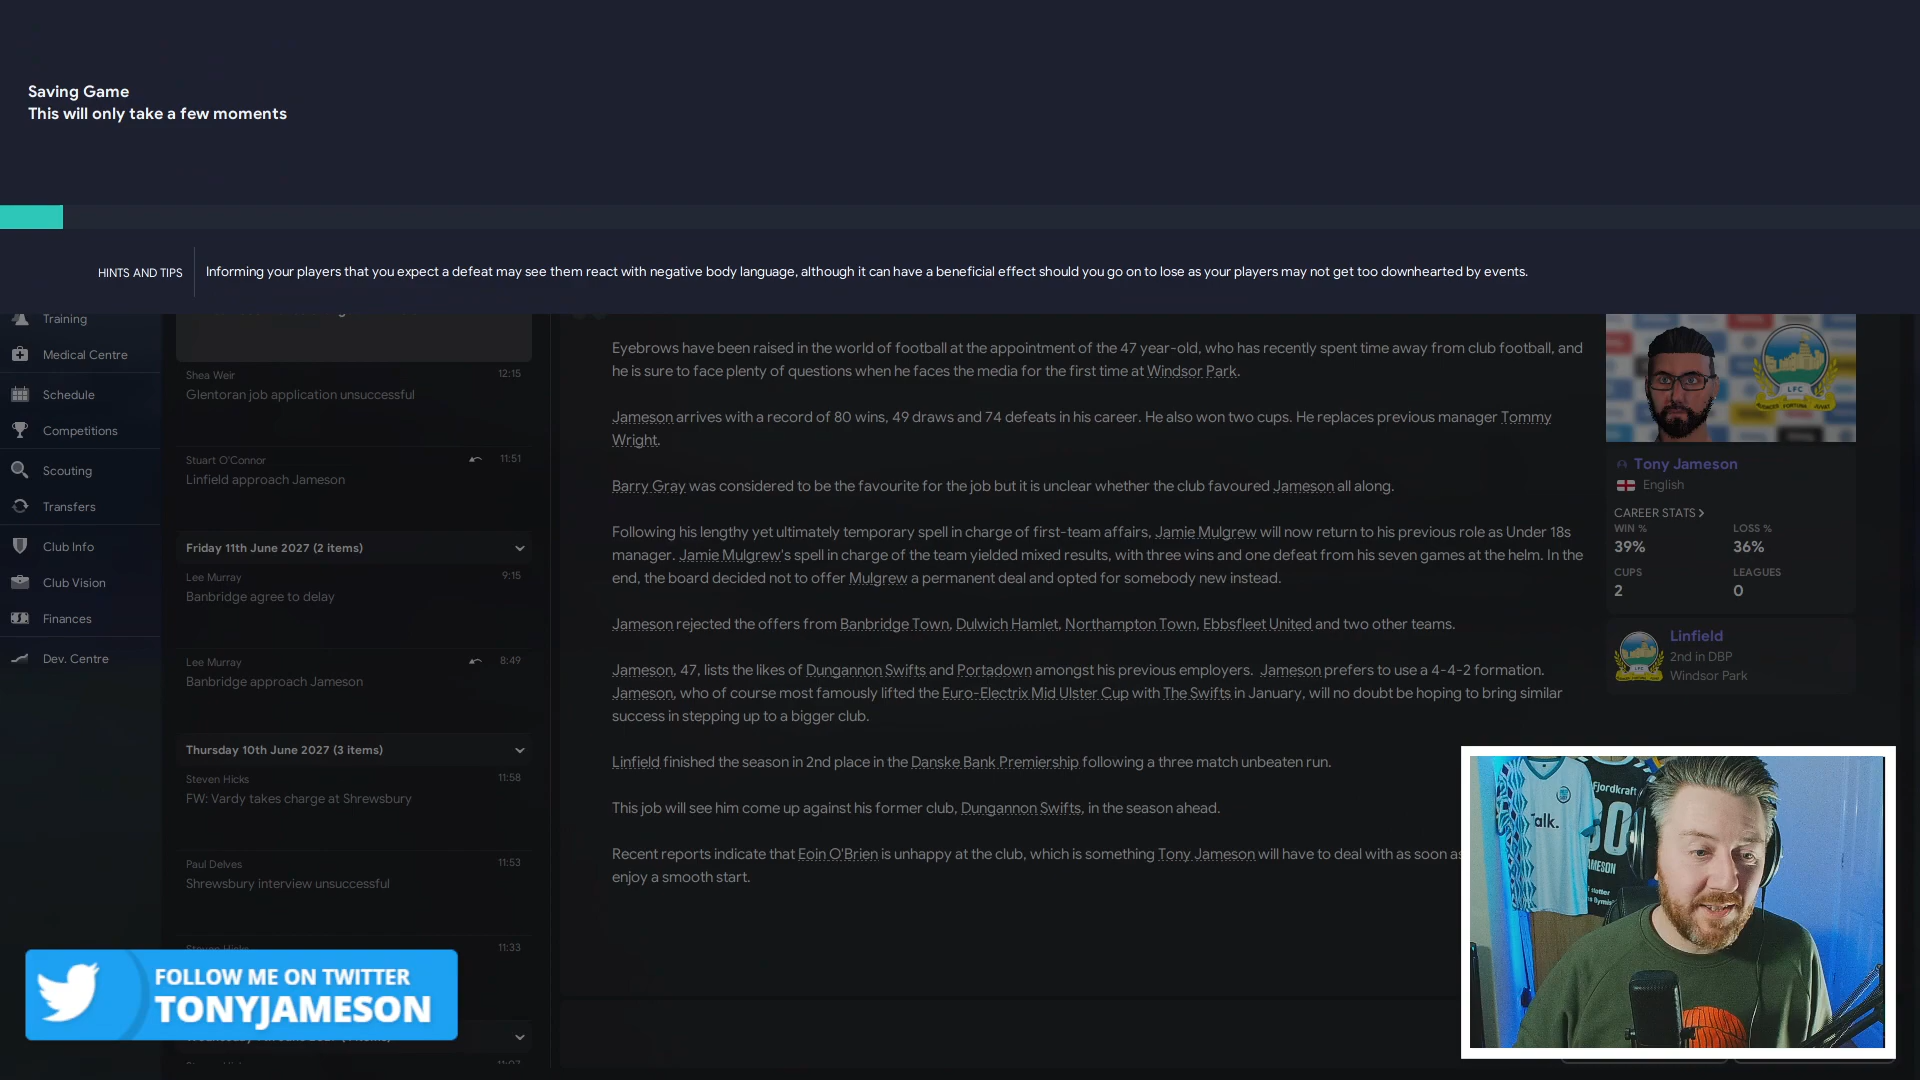 Saving Game
This will only take a few moments
HINTS AND TIPS
Informing your players that you expect a defeat may see them react with negative body language, although it can have a beneficial effect should you go on to lose as your players may not get too downhearted by events.
Training
Medical Centre
Schedule
Competitions
Scouting
Transfers
Club Info
Club Vision
Finances
Dev. Centre
Shea Weir 12:15
Glentoran job application unsuccessful
Stuart O'Connor 11:51
Linfield approach Jameson
Friday 11th June 2027 (2 items)
Lee Murray 9:15
Banbridge agree to delay
Lee Murray 8:49
Banbridge approach Jameson
Thursday 10th June 2027 (3 items)
Steven Hicks 11:58
FW: Vardy takes charge at Shrewsbury
Paul Delves 11:53
Shrewsbury interview unsuccessful
Steven Hicks 11:33
Eyebrows have been raised in the world of football at the appointment of the 47 year-old, who has recently spent time away from club football, and
he is sure to face plenty of questions when he faces the media for the first time at Windsor Park.
Jameson arrives with a record of 80 wins, 49 draws and 74 defeats in his career. He also won two cups. He replaces previous manager Tommy
Wright.
Barry Gray was considered to be the favourite for the job but it is unclear whether the club favoured Jameson all along.
Following his lengthy yet ultimately temporary spell in charge of first-team affairs, Jamie Mulgrew will now return to his previous role as Under 18s
manager. Jamie Mulgrew's spell in charge of the team yielded mixed results, with three wins and one defeat from his seven games at the helm. In the
end, the board decided not to offer Mulgrew a permanent deal and opted for somebody new instead.
Jameson rejected the offers from Banbridge Town, Dulwich Hamlet, Northampton Town, Ebbsfleet United and two other teams.
Jameson, 47, lists the likes of Dungannon Swifts and Portadown amongst his previous employers. Jameson prefers to use a 4-4-2 formation.
Jameson, who of course most famously lifted the Euro-Electrix Mid Ulster Cup with The Swifts in January, will no doubt be hoping to bring similar
success in stepping up to a bigger club.
Linfield finished the season in 2nd place in the Danske Bank Premiership following a three match unbeaten run.
This job will see him come up against his former club, Dungannon Swifts, in the season ahead.
Recent reports indicate that Eoin O'Brien is unhappy at the club, which is something Tony Jameson will have to deal with as soon as
enjoy a smooth start.
LFC
Tony Jameson
English
CAREER STATS
WIN % LOSS %
39% 36%
CUPS LEAGUES
2 0
Linfield
2nd in DBP
Windsor Park
FOLLOW ME ON TWITTER
TONYJAMESON
Talk.
Fjordkraft